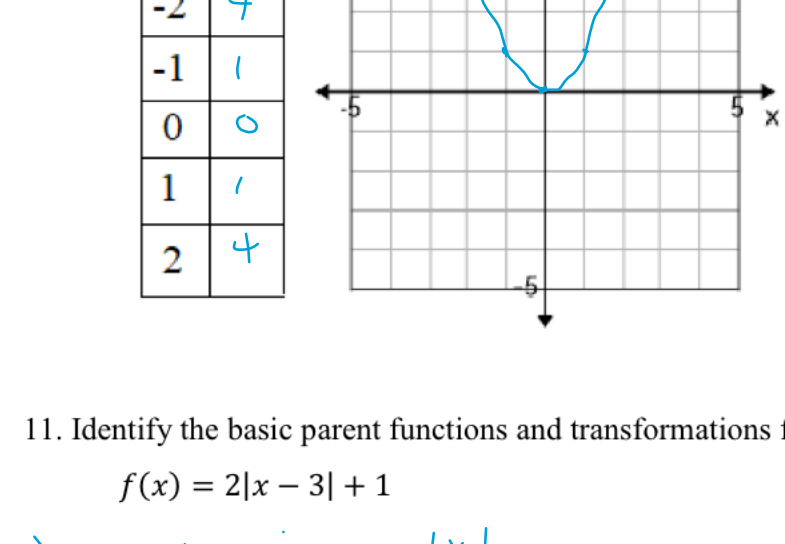 -2 4
-1 1
0 0
1 1
2 4
-5 5
x
-5
11. Identify the basic parent functions and transformations
f(x) = 2|x − 3| + 1